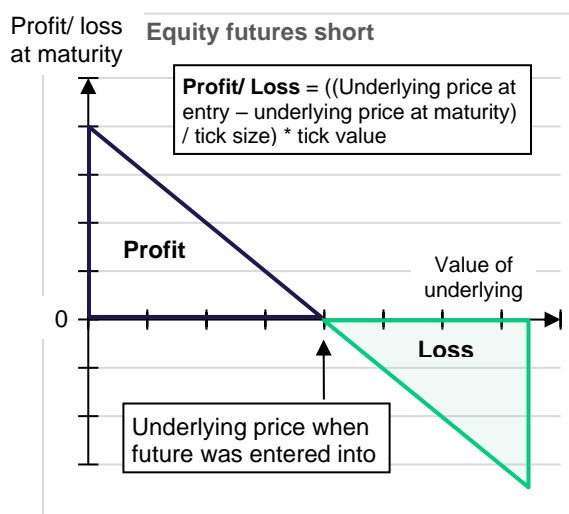 Profit/ loss
at maturity
Equity futures short
Profit/ Loss = ((Underlying price at
entry – underlying price at maturity)
/ tick size) * tick value
Profit
Value of
underlying
0
Loss
Underlying price when
future was entered into